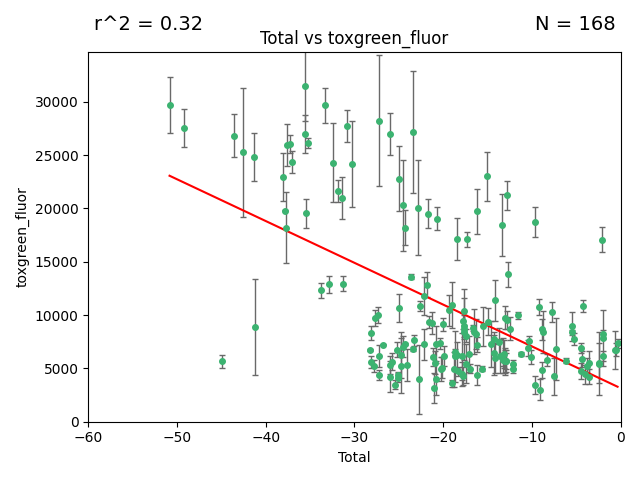 r^2 = 0.32 N = 168
Total vs toxgreen_fluor
30000
25000
20000
15000
10000
5000
0
toxgreen_fluor
−60 −50 −40 −30 −20 −10 0
Total